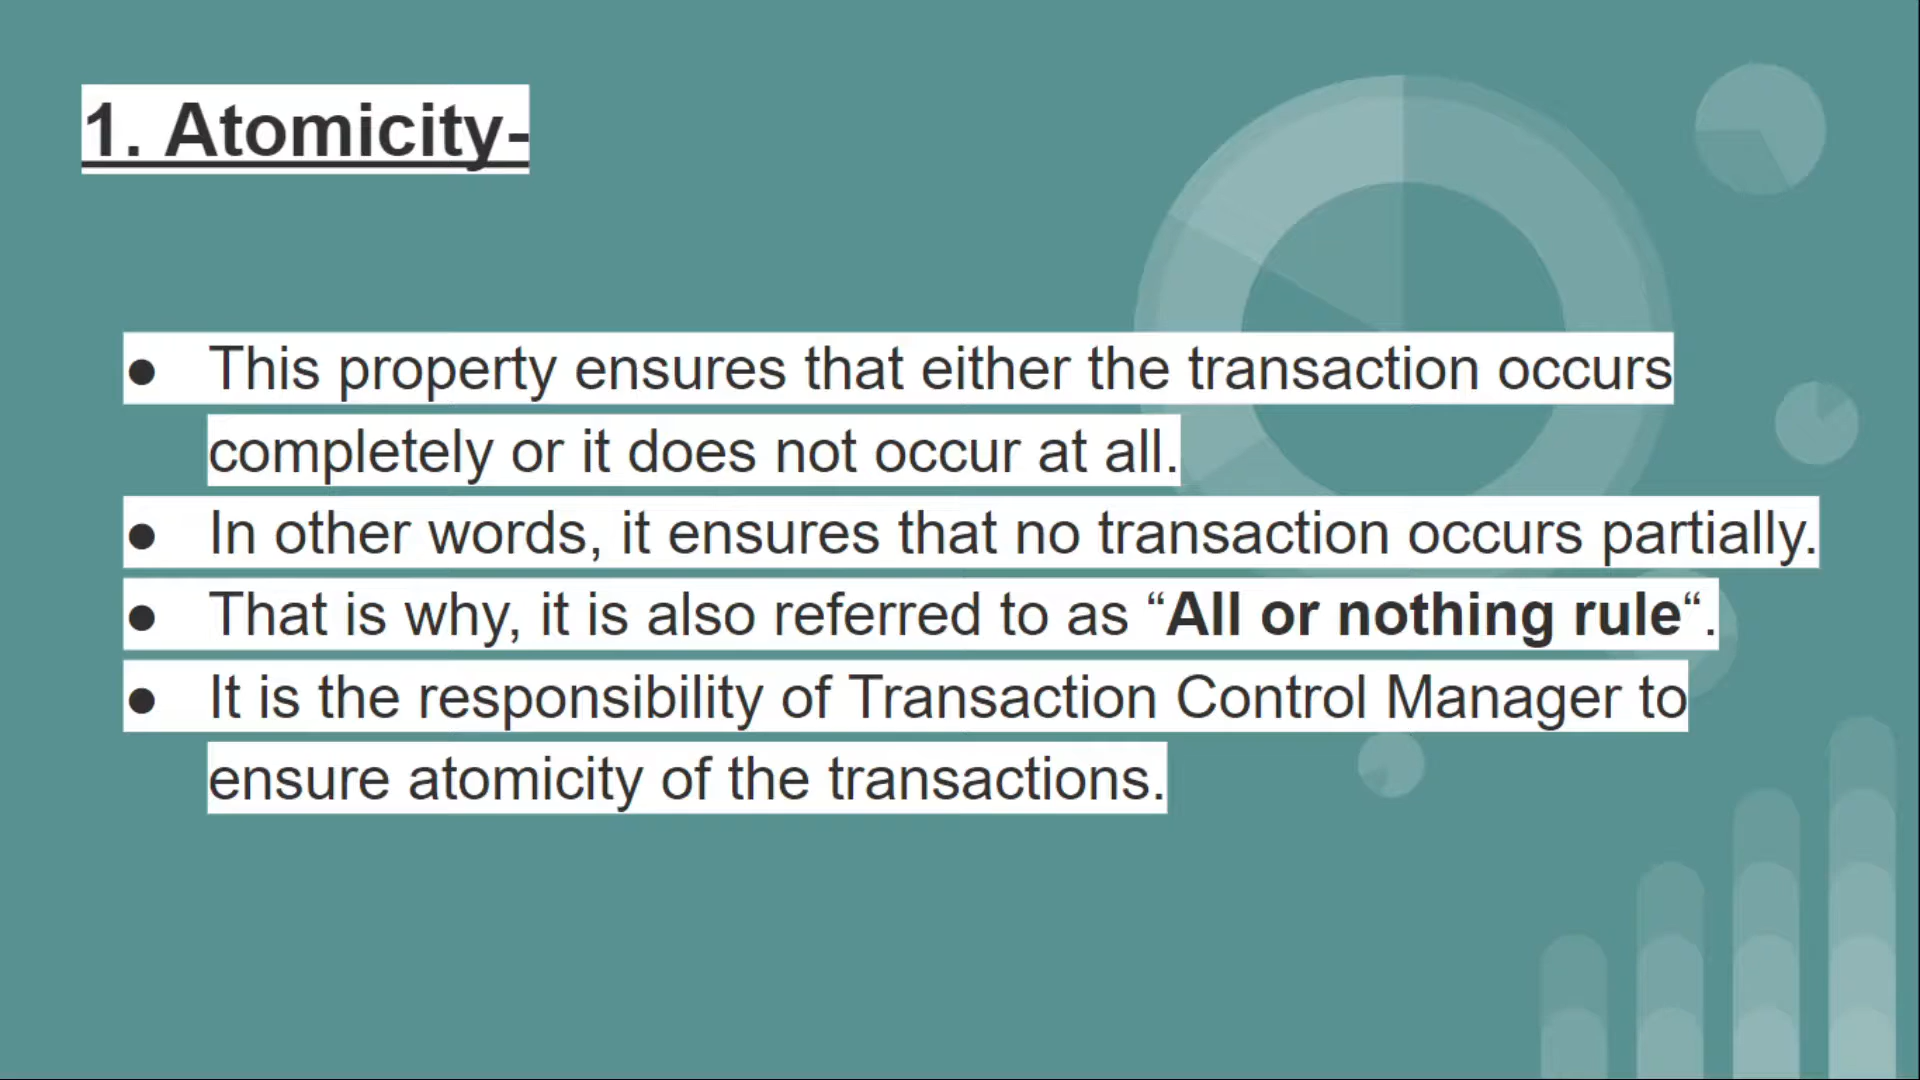 1. Atomicity-
● This property ensures that either the transaction occurs
completely or it does not occur at all.
● In other words, it ensures that no transaction occurs partially.
● That is why, it is also referred to as “All or nothing rule“.
● It is the responsibility of Transaction Control Manager to
ensure atomicity of the transactions.